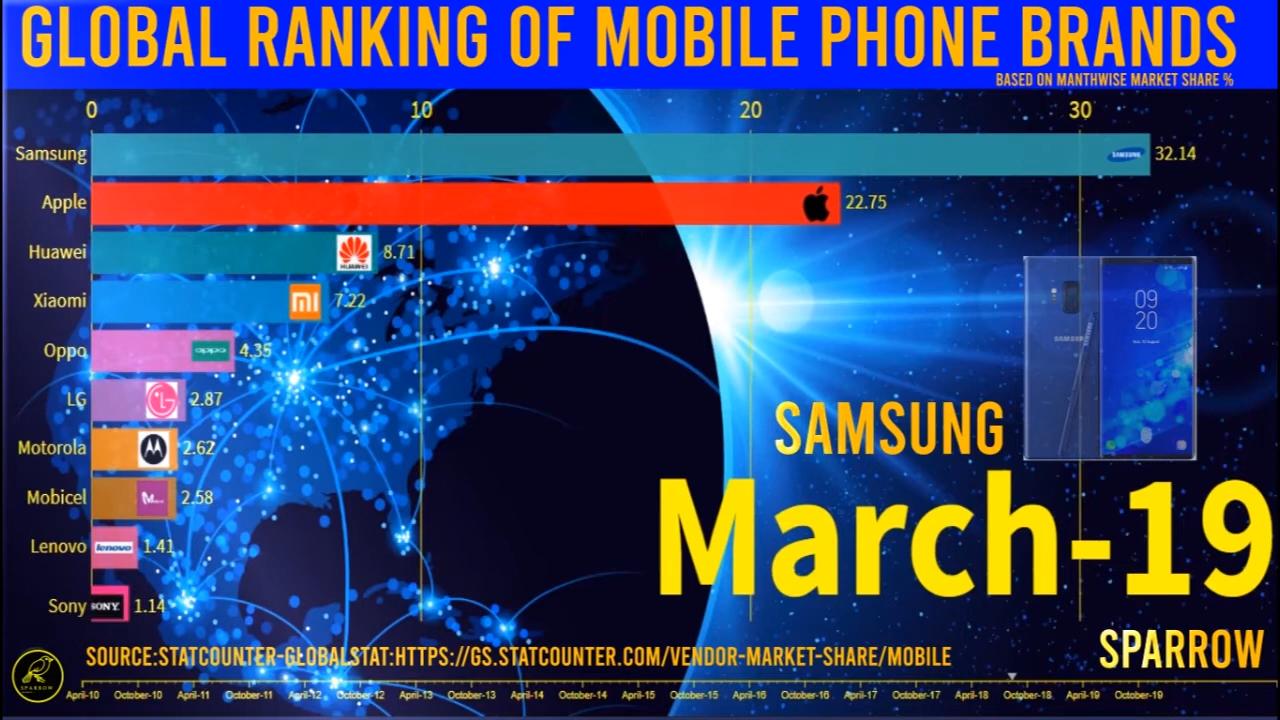 GLOBAL RANKING OF MOBILE PHONE BRANDS
BASED ON MANTHWISE MARKET SHARE %
0 10 20 30
Samsung SAMSUNG 32.14
Apple 22.75
Huawei HUAWEI 8.71
Xiaomi mi 7.22
Oppo oppo 4.35
LG LG 2.87
Motorola 2.62
Mobicel 2.58
Lenovo lenovo 1.41
Sony SONY 1.14
09
20
SAMSUNG
SAMSUNG
March-19
SPARROW
SOURCE:STATCOUNTER-GLOBALSTAT:HTTPS://GS.STATCOUNTER.COM/VENDOR-MARKET-SHARE/MOBILE
SPARROW
April-10 October-10 April-11 October-11 April-12 October-12 April-13 October-13 April-14 October-14 April-15 October-15 April-16 October-16 April-17 October-17 April-18 October-18 April-19 October-19